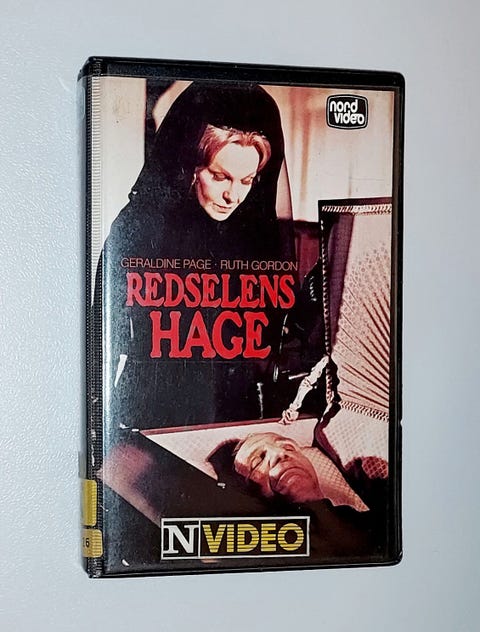 nord
video
GERALDINE PAGE · RUTH GORDON
REDSELENS
HAGE
N VIDEO